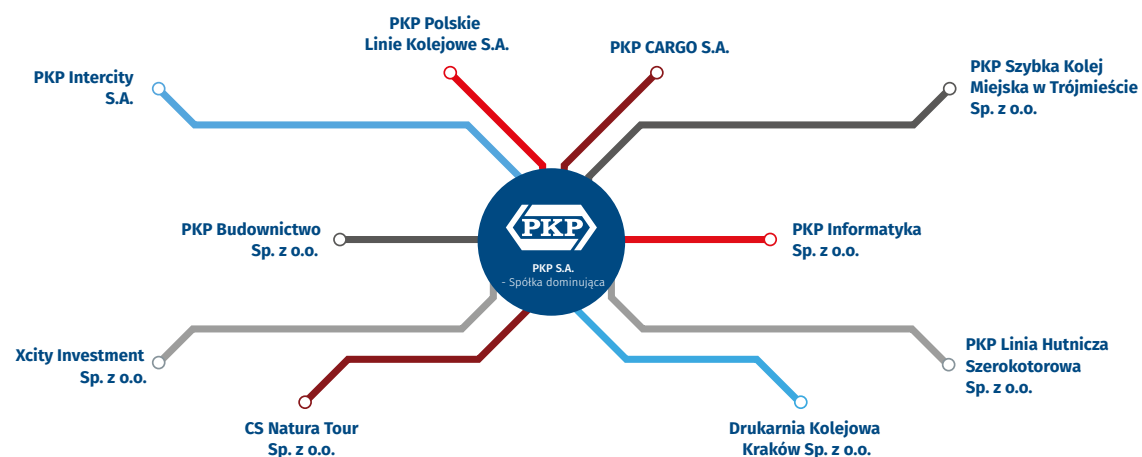 PKP Polskie
Linie Kolejowe S.A.
PKP CARGO S.A.
PKP Intercity
S.A.
PKP Szybka Kolej
Miejska w Trójmieście
Sp. z o.o.
PKP Budownictwo
Sp. z o.o.
PKP
PKP S.A.
- Spółka dominująca
PKP Informatyka
Sp. z o.o.
Xcity Investment
Sp. z o.o.
PKP Linia Hutnicza
Szerokotorowa
Sp. z o.o.
CS Natura Tour
Sp. z o.o.
Drukarnia Kolejowa
Kraków Sp. z o.o.